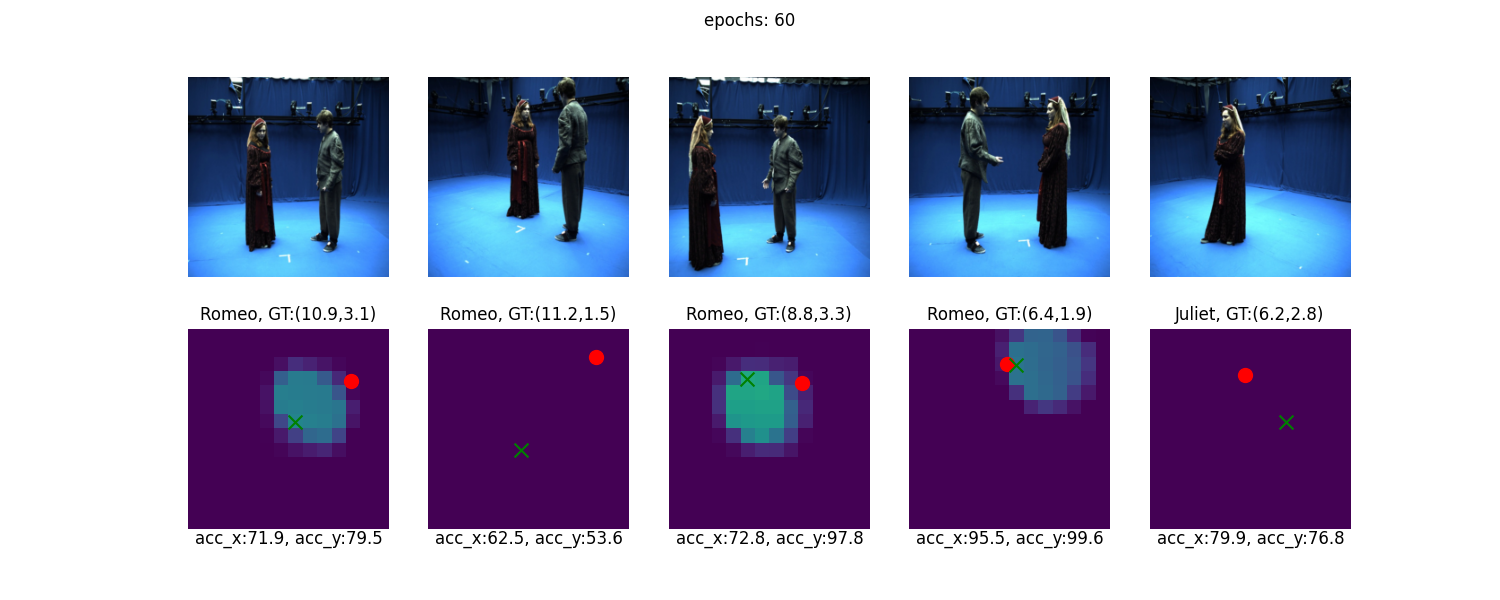 epochs: 60
Romeo, GT:(10.9,3.1)
Romeo, GT:(11.2,1.5)
Romeo, GT:(8.8,3.3)
Romeo, GT:(6.4,1.9)
Juliet, GT:(6.2,2.8)
acc_x:71.9, acc_y:79.5
acc_x:62.5, acc_y:53.6
acc_x:72.8, acc_y:97.8
acc_x:95.5, acc_y:99.6
acc_x:79.9, acc_y:76.8